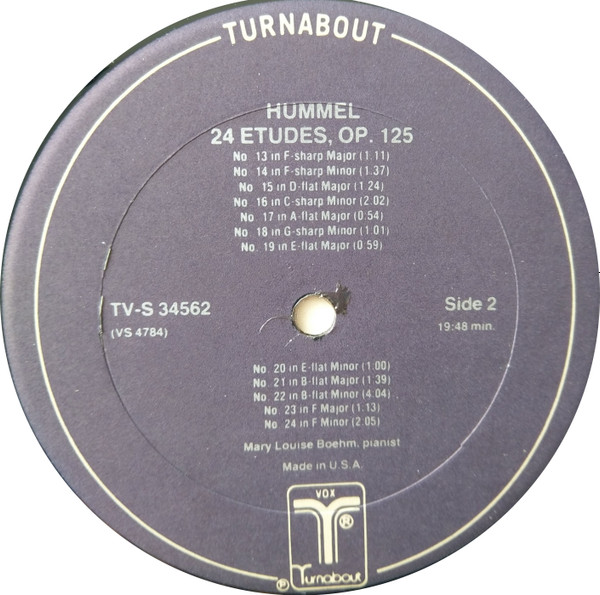 TURNABOUT
HUMMEL
24 ETUDES, OP. 125
No. 13 in F-sharp Major (1:11)
No. 14 in F-sharp Minor (1.37)
No. 15 in D-flat Major (1:24)
No. 16 in C-sharp Minor (2.02)
No. 17 in A-flat Major (0:54)
No. 18 in G-sharp Minor (1:01)
No. 19 in E-flat Major (0:59)
TV-S 34562
Side 2
(VS 4784)
19:48 min.
No. 20 in E-flat Minor (1:00)
No. 21 in B-flat Major (1:39)
No. 22 in B-flat Minor (4:04)
No. 23 in F Major (1:13)
No. 24 in F Minor (2:05)
Mary Louise Boehm, pianist
Made in U.S.A.
VOX
®
℗ Turnabout